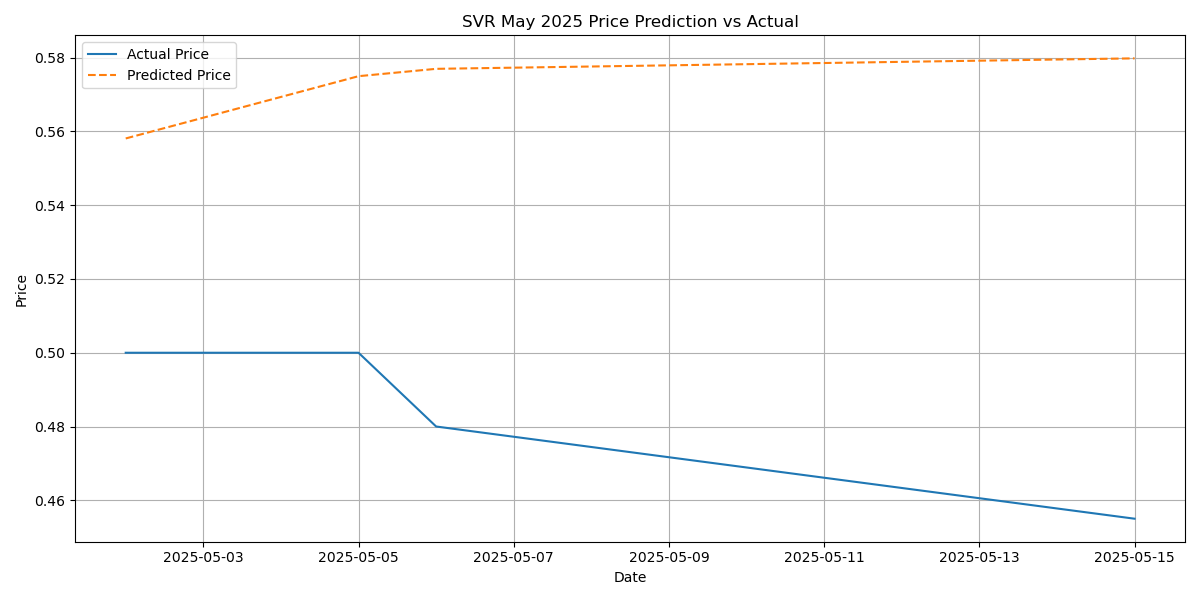 SVR May 2025 Price Prediction vs Actual
Actual Price
Predicted Price
0.58
0.56
0.54
0.52
0.50
0.48
0.46
Price
2025-05-03
2025-05-05
2025-05-07
2025-05-09
2025-05-11
2025-05-13
2025-05-15
Date